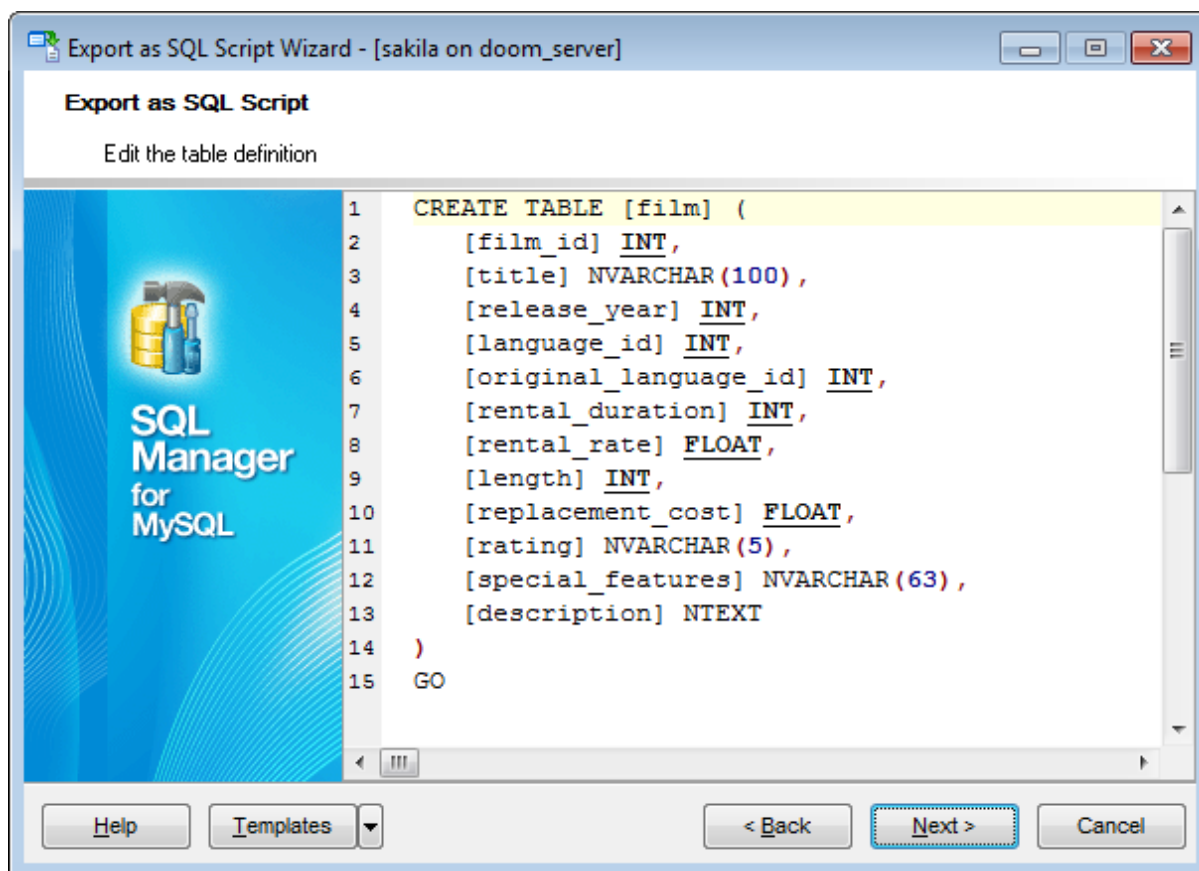 Export as SQL Script Wizard - [sakila on doom_server]
Export as SQL Script
Edit the table definition
SQL
Manager
for
MySQL
1 CREATE TABLE [film] (
2 [film_id] INT,
3 [title] NVARCHAR(100),
4 [release_year] INT,
5 [language_id] INT,
6 [original_language_id] INT,
7 [rental_duration] INT,
8 [rental_rate] FLOAT,
9 [length] INT,
10 [replacement_cost] FLOAT,
11 [rating] NVARCHAR(5),
12 [special_features] NVARCHAR(63),
13 [description] NTEXT
14 )
15 GO
Help Templates < Back Next > Cancel